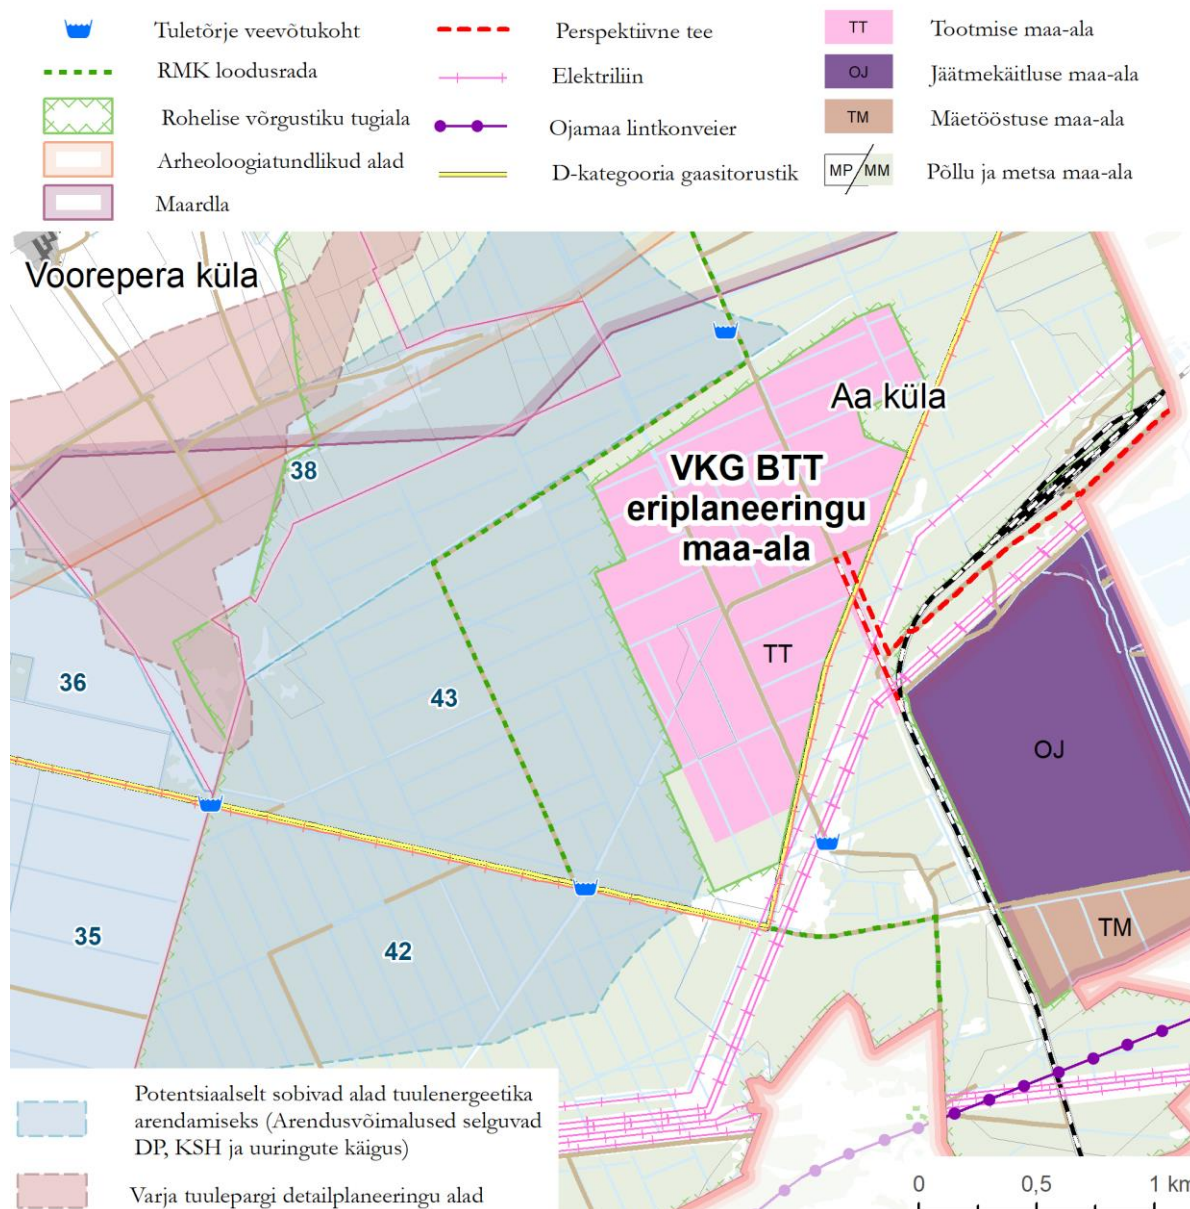 Tuletõrje veevõtukoht
RMK loodusrada
Rohelise võrgustiku tugiala
Arheoloogiatundlikud alad
Maardla
Perspektiivne tee
Elektriliin
Ojamaa lintkonveier
D-kategooria gaasitorustik
TT Tootmise maa-ala
OJ Jäätmekäitluse maa-ala
TM Mäetööstuse maa-ala
MP/MM Põllu ja metsa maa-ala
Voorepera küla
Aa küla
VKG BTT
eriplaneeringu
maa-ala
38
TT
36
43
OJ
35
42
TM
Potentsiaalselt sobivad alad tuulenergeetika
arendamiseks (Arendusvõimalused selguvad
DP, KSH ja uuringute käigus)
Varja tuulepargi detailplaneeringu alad
0 0,5 1 km